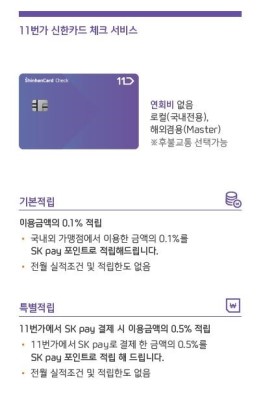 11번가 신한카드 체크 서비스
ShinhanCard Check
11
연회비 없음
로컬(국내전용),
해외겸용(Master)
※후불교통 선택가능
기본적립
이용금액의 0.1% 적립
• 국내외 가맹점에서 이용한 금액의 0.1%를
SK pay 포인트로 적립해드립니다.
• 전월 실적조건 및 적립한도 없음
특별적립
11번가에서 SK pay 결제 시 이용금액의 0.5% 적립
• 11번가에서 SK pay로 결제 한 금액의 0.5%를
SK pay 포인트로 적립 해 드립니다.
• 전월 실적조건 및 적립한도 없음